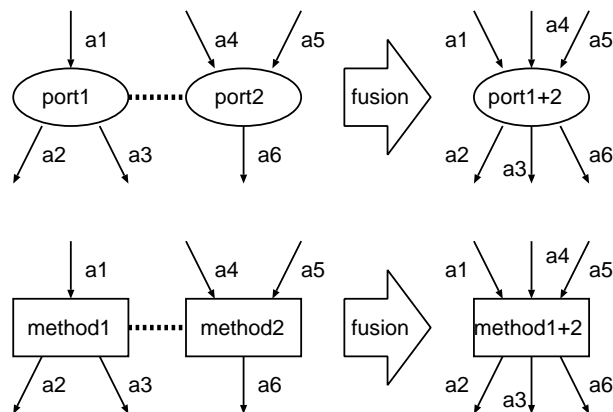 a1
a4
a5
a1
a4
a5
port1
port2
fusion
port1+2
a2
a3
a6
a2
a3
a6
a1
a4
a5
a1
a4
a5
method1
method2
fusion
method1+2
a2
a3
a6
a2
a3
a6